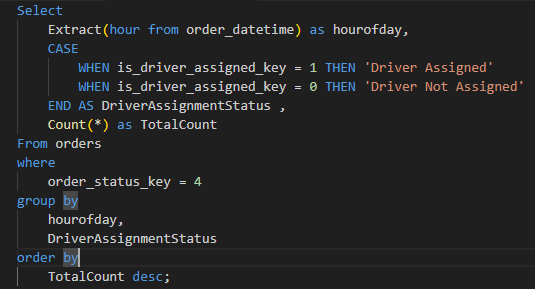 Select
Extract(hour from order_datetime) as hourofday,
CASE
WHEN is_driver_assigned_key = 1 THEN 'Driver Assigned'
WHEN is_driver_assigned_key = 0 THEN 'Driver Not Assigned'
END AS DriverAssignmentStatus ,
Count(*) as TotalCount
From orders
where
order_status_key = 4
group by
hourofday,
DriverAssignmentStatus
order by
TotalCount desc;